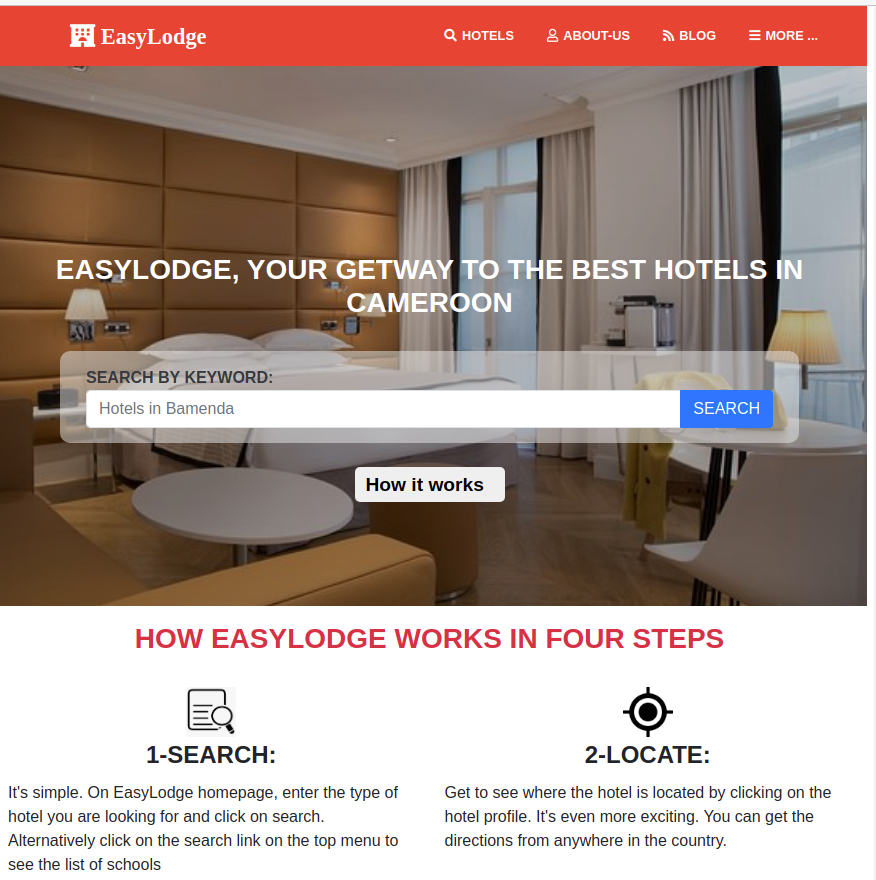 EasyLodge
HOTELS
ABOUT-US
BLOG
MORE ...
EASYLODGE, YOUR GETWAY TO THE BEST HOTELS IN
CAMEROON
SEARCH BY KEYWORD:
Hotels in Bamenda
SEARCH
How it works
HOW EASYLODGE WORKS IN FOUR STEPS
1-SEARCH:
It's simple. On EasyLodge homepage, enter the type of
hotel you are looking for and click on search.
Alternatively click on the search link on the top menu to
see the list of schools
2-LOCATE:
Get to see where the hotel is located by clicking on the
hotel profile. It's even more exciting. You can get the
directions from anywhere in the country.